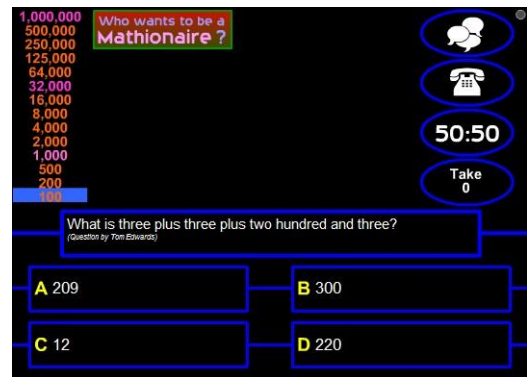 1,000,000
500,000
250,000
125,000
64,000
32,000
16,000
8,000
4,000
2,000
1,000
500
200
100
Who wants to be a
Mathionaire ?
50:50
Take
0
What is three plus three plus two hundred and three?
(Question by Tom Edwards)
A 209
B 300
C 12
D 220